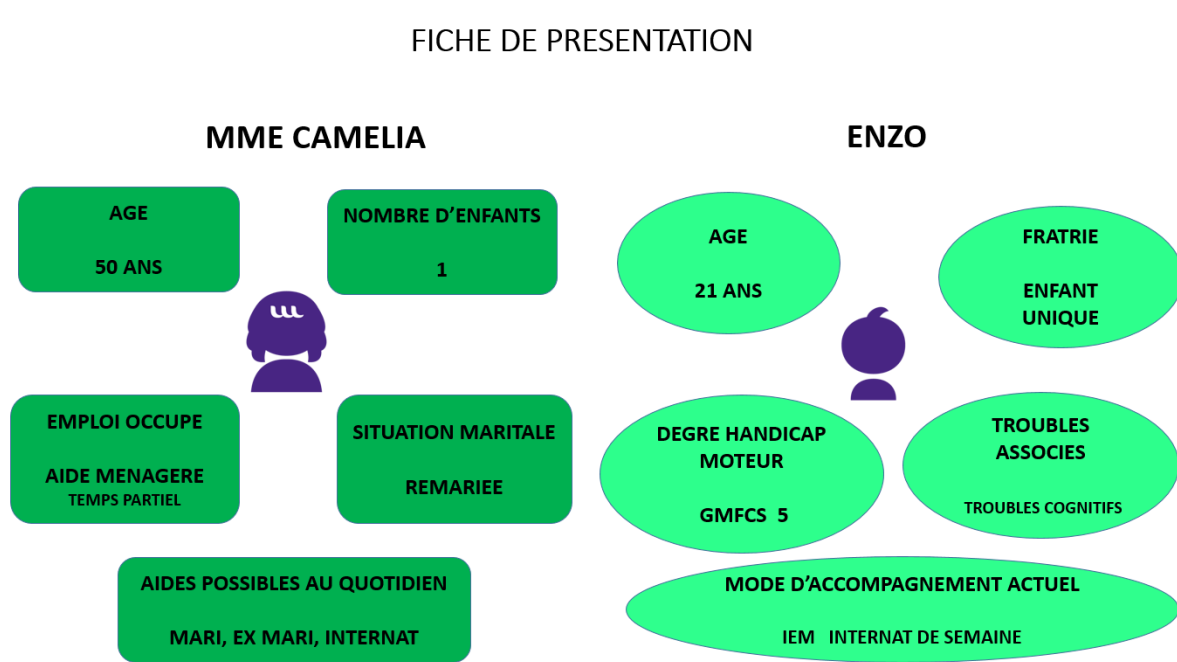 FICHE DE PRESENTATION
MME CAMELIA
AGE
50 ANS
NOMBRE D'ENFANTS
1
EMPLOI OCCUPE
AIDE MENAGERE
TEMPS PARTIEL
SITUATION MARITALE
REMARIEE
AIDES POSSIBLES AU QUOTIDIEN
MARI, EX MARI, INTERNAT
ENZO
AGE
21 ANS
FRATRIE
ENFANT
UNIQUE
DEGRE HANDICAP
MOTEUR
GMFCS 5
TROUBLES
ASSOCIES
TROUBLES COGNITIFS
MODE D'ACCOMPAGNEMENT ACTUEL
IEM INTERNAT DE SEMAINE